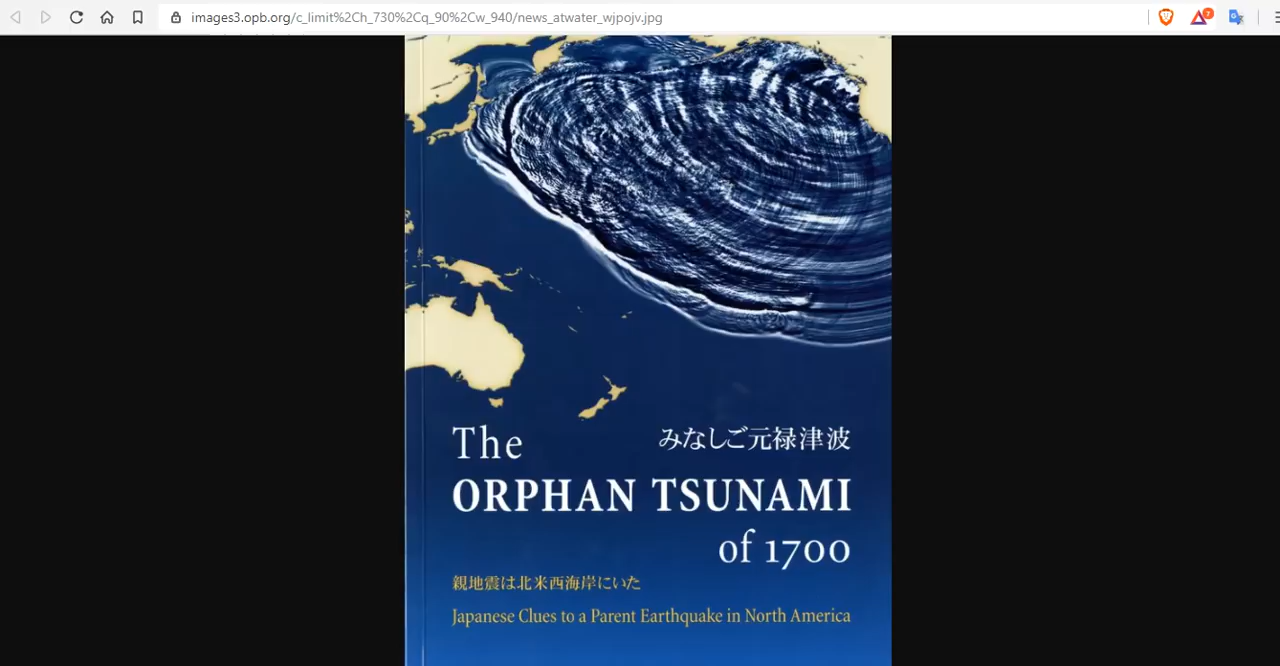 images3.opb.org/c_limit%2Ch_730%2Cq_90%2Cw_940/news_atwater_wjpojv.jpg
7
The
みなしご元禄津波
ORPHAN TSUNAMI
of 1700
親地震は北米西海岸にいた
Japanese Clues to a Parent Earthquake in North America